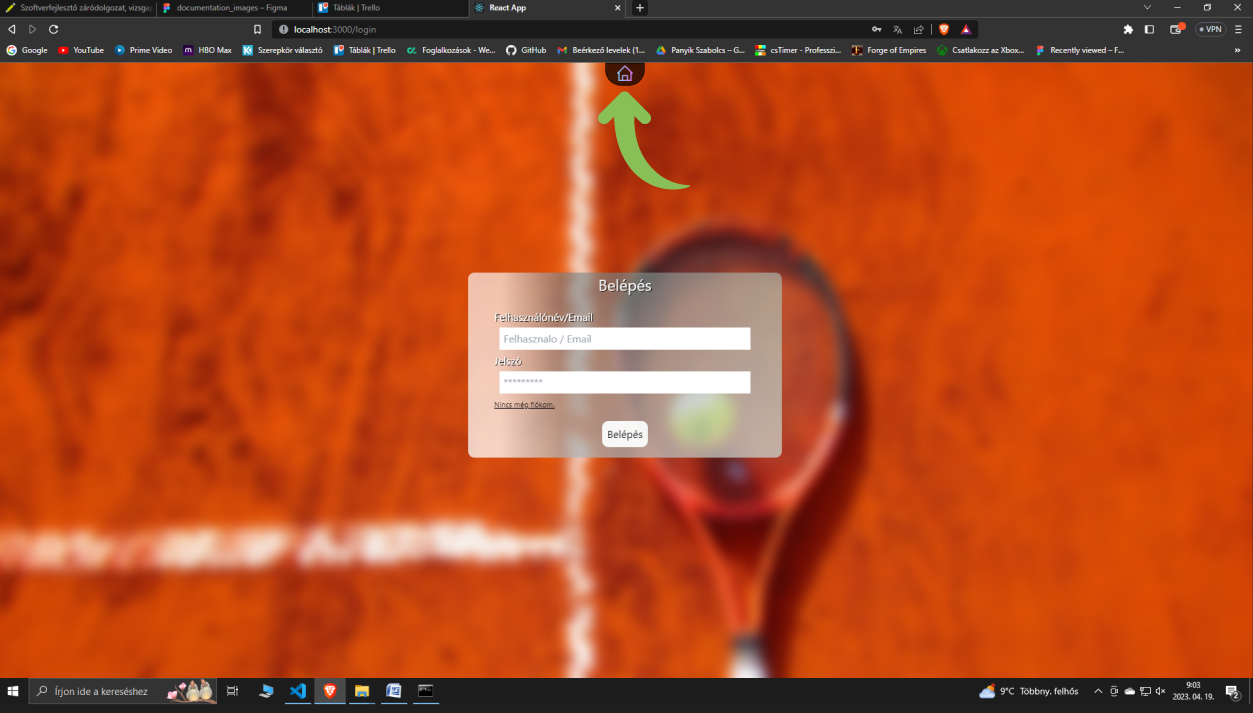 Szoftverfejlesztő záródolgozat, vizsga
documentation_images – Figma
Táblák | Trello
React App
localhost:3000/login
VPN
Google
YouTube
Prime Video
HBO Max
Szerepkör választó
Táblák | Trello
Foglalkozások - We...
GitHub
Beérkező levelek (1...
Panyik Szabolcs – G...
csTimer - Professzi...
Forge of Empires
Csatlakozz az Xbox...
Recently viewed – F...
»
Belépés
Felhasználónév/Email
Felhasznalo / Email
Jelszó
*********
Nincs még fiókom.
Belépés
Írjon ide a kereséshez
9°C Többny. felhős
9:03
2023. 04. 19.
2